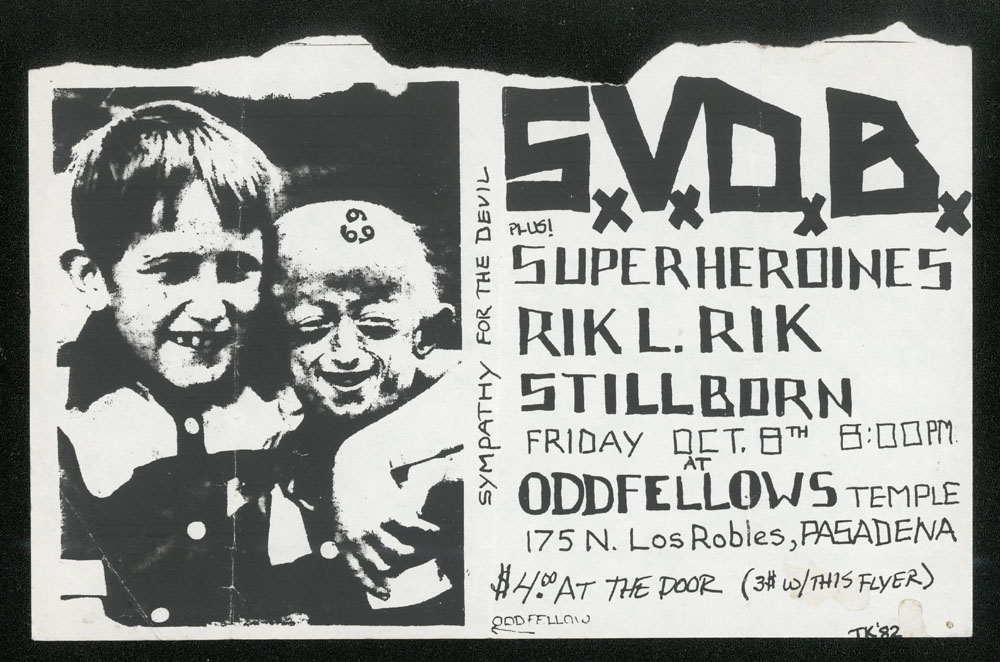 69
69
SYMPATHY FOR THE DEVIL
S.V.D.B.
PLUS!
SUPERHEROINES
RIK L. RIK
STILLBORN
FRIDAY OCT. 8TH 8:00PM.
AT
ODDFELLOWS TEMPLE
175 N. Los Robles, PASADENA
$4.00 AT THE DOOR (3$ W/THIS FLYER)
ODDFELLOW
TK'82